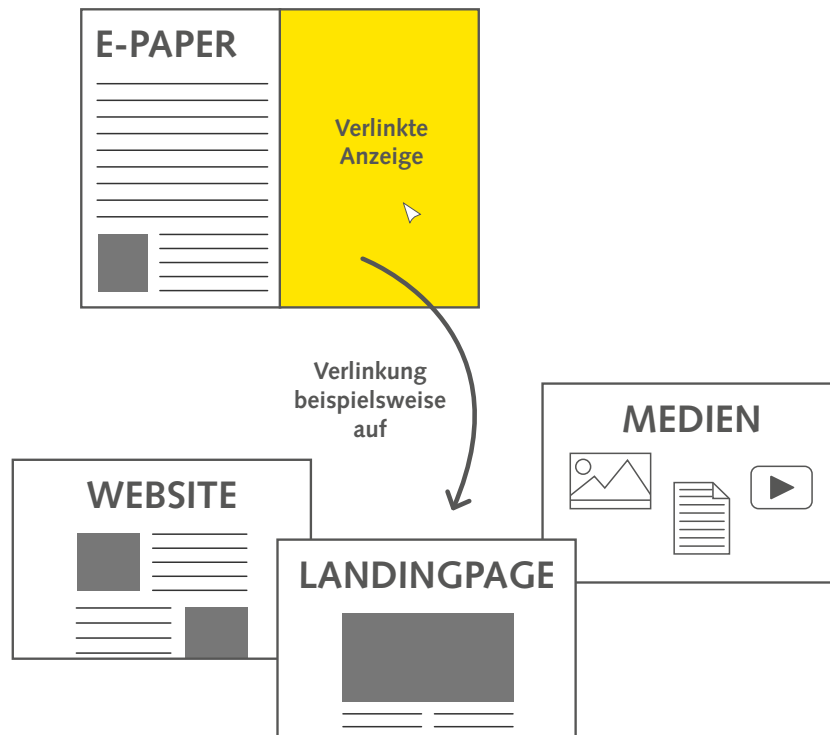 E-PAPER
Verlinkte
Anzeige
Verlinkung
beispielsweise
auf
MEDIEN
WEBSITE
LANDINGPAGE